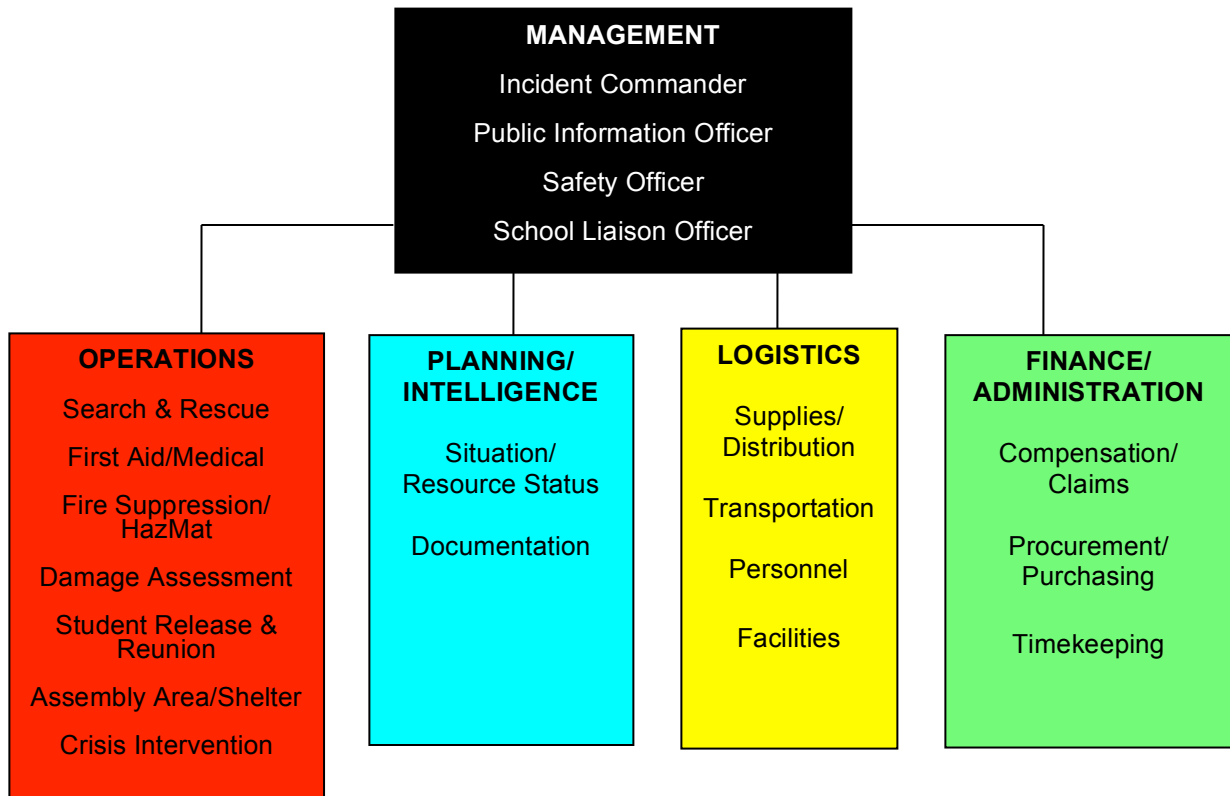 MANAGEMENT
Incident Commander
Public Information Officer
Safety Officer
School Liaison Officer
OPERATIONS
Search & Rescue
First Aid/Medical
Fire Suppression/
HazMat
Damage Assessment
Student Release &
Reunion
Assembly Area/Shelter
Crisis Intervention
PLANNING/
INTELLIGENCE
Situation/
Resource Status
Documentation
LOGISTICS
Supplies/
Distribution
Transportation
Personnel
Facilities
FINANCE/
ADMINISTRATION
Compensation/
Claims
Procurement/
Purchasing
Timekeeping